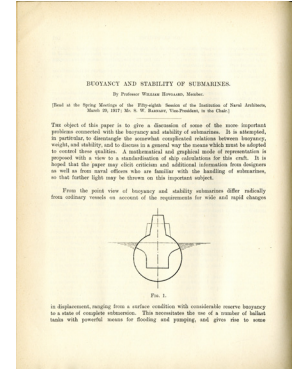 BUOYANCY AND STABILITY OF SUBMARINES.
By Professor WILLIAM HOVGAARD, Member.
[Read at the Spring Meetings of the Fifty-eighth Session of the Institution of Naval Architects,
March 29, 1917; Mr. S. W. BARNABY, Vice-President, in the Chair.]
THE object of this paper is to give a discussion of some of the more important
problems connected with the buoyancy and stability of submarines. It is attempted,
in particular, to disentangle the somewhat complicated relations between buoyancy,
weight, and stability, and to discuss in a general way the means which must be adopted
to control these qualities. A mathematical and graphical mode of representation is
proposed with a view to a standardisation of ship calculations for this craft. It is
hoped that the paper may elicit criticism and additional information from designers
as well as from naval officers who are familiar with the handling of submarines,
so that further light may be thrown on this important subject.
From the point view of buoyancy and stability submarines differ radically
from ordinary vessels on account of the requirements for wide and rapid changes
FIG. 1.
in displacement, ranging from a surface condition with considerable reserve buoyancy
to a state of complete submersion. This necessitates the use of a number of ballast
tanks with powerful means for flooding and pumping, and gives rise to some